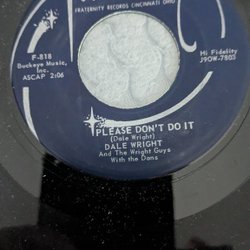 FRATERNITY RECORDS CINCINNATI OHIO
F-818
Buckeye Music,
Inc.
ASCAP 2:06
Hi Fidelity
J9OW-7803
PLEASE DON'T DO IT
(Dale Wright)
DALE WRIGHT
And The Wright Guys
With the Dons